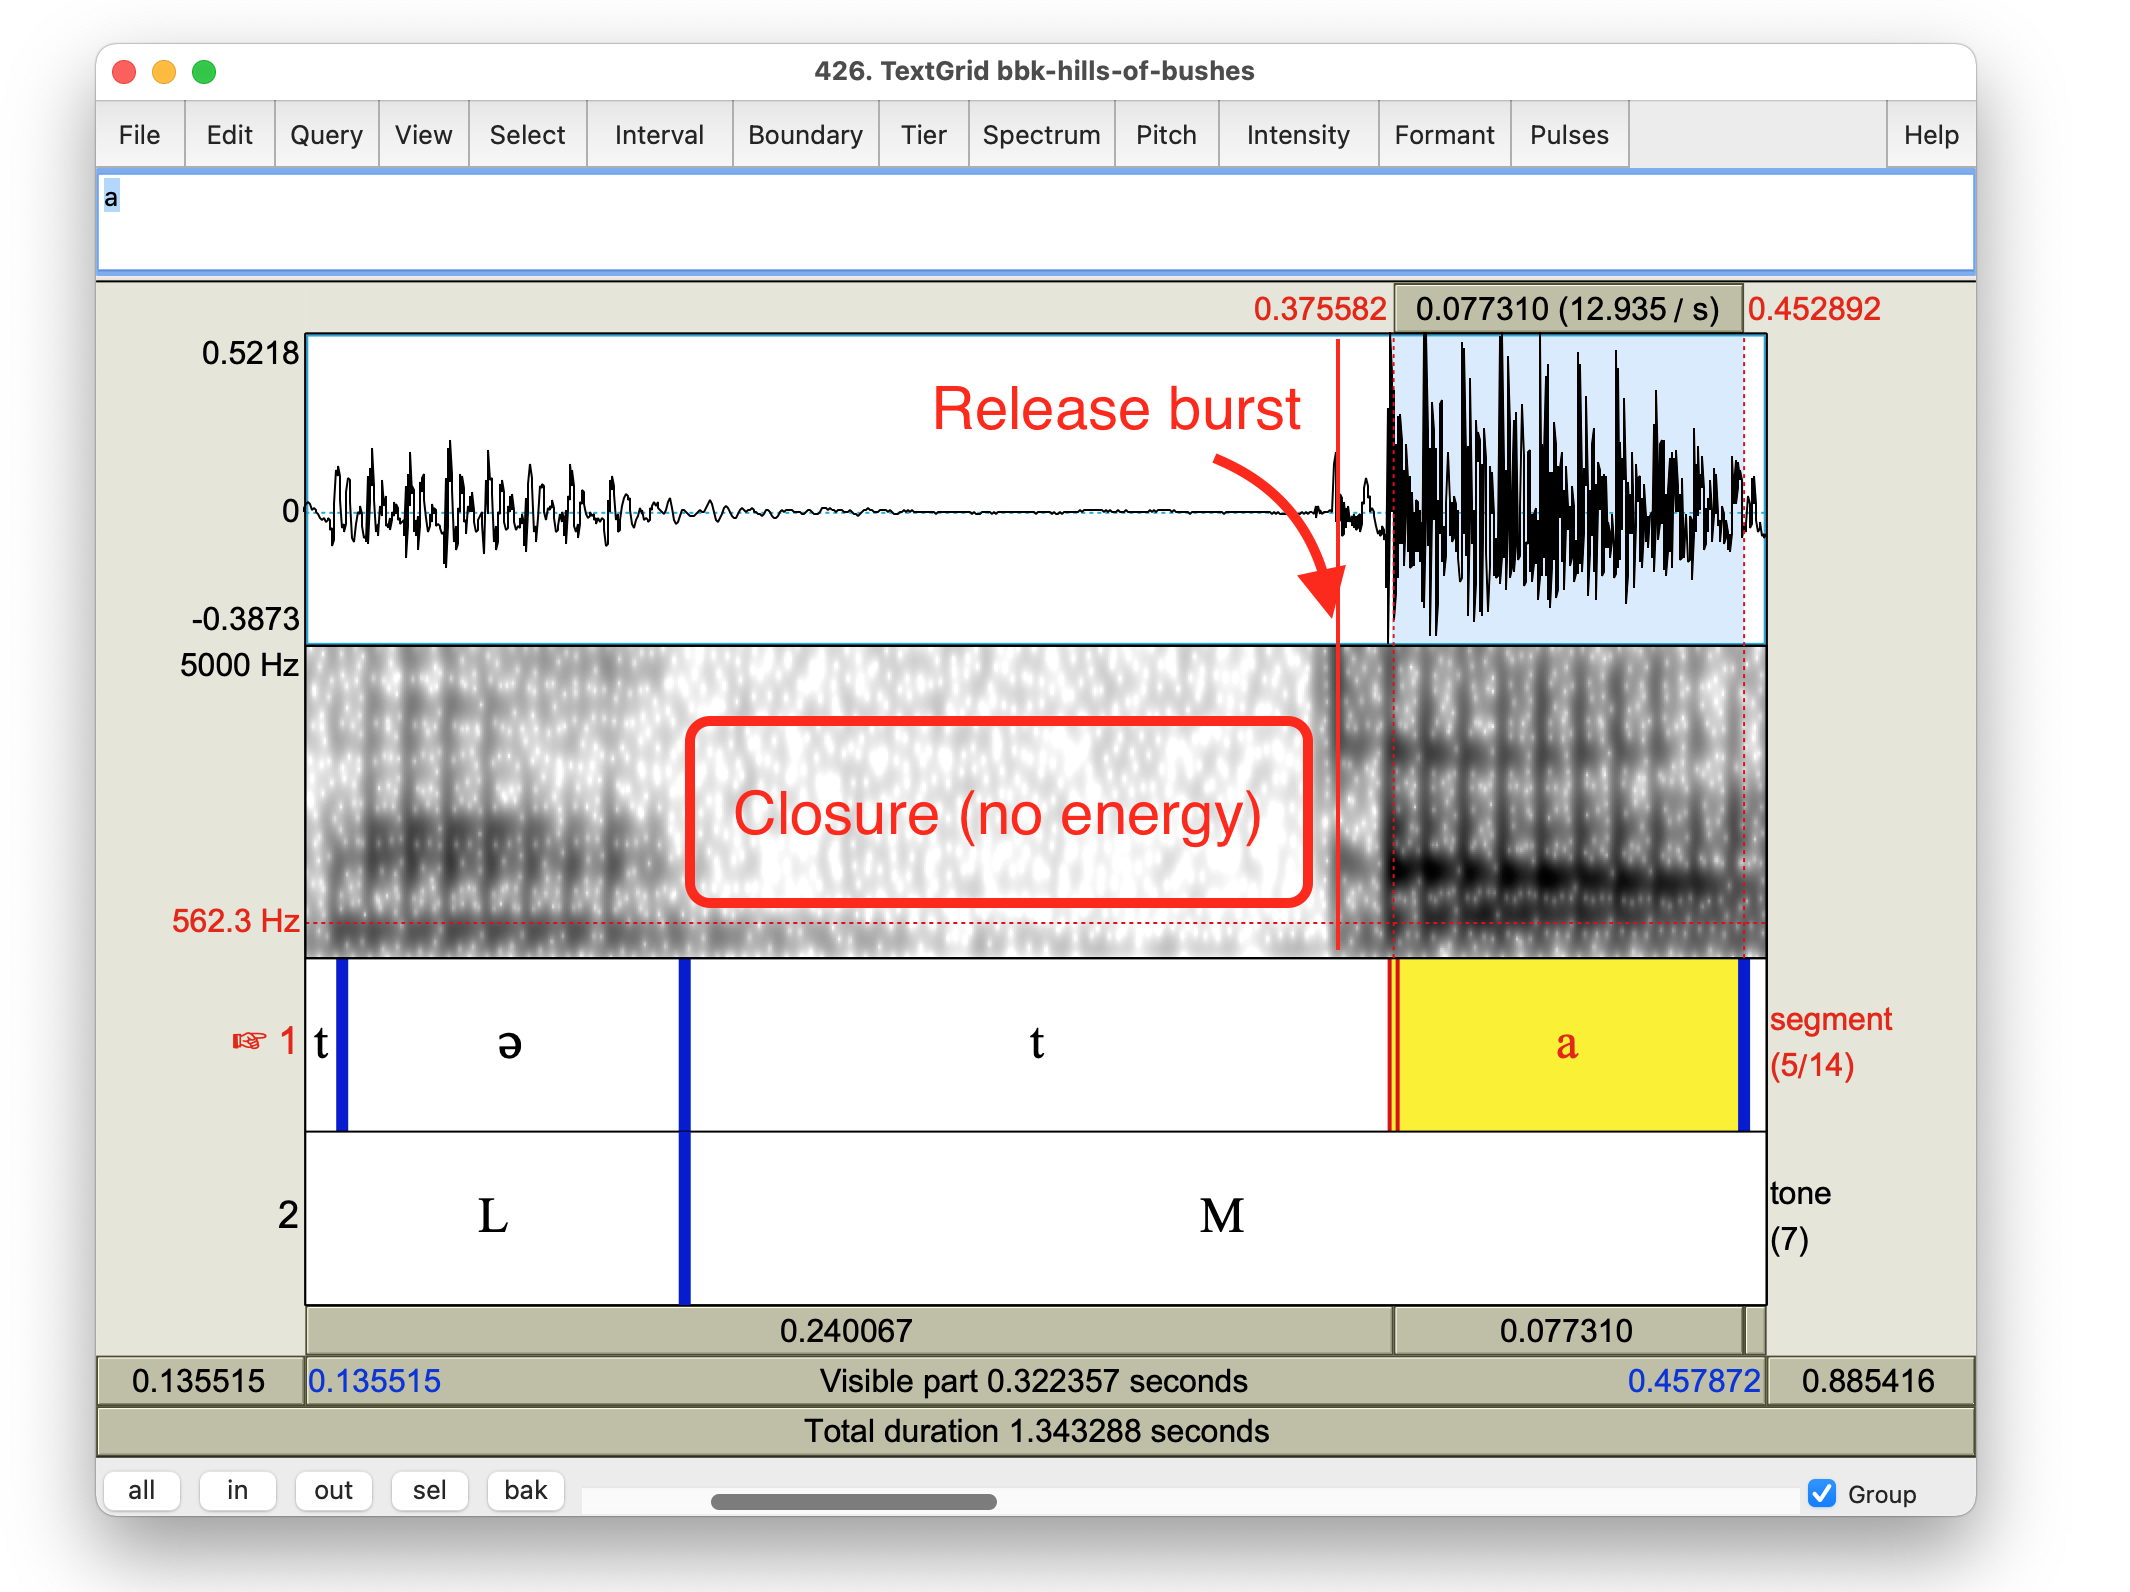 426. TextGrid bbk-hills-of-bushes
File Edit Query View Select Interval Boundary Tier Spectrum Pitch Intensity Formant Pulses Help
a
0.375582 0.077310 (12.935 / s) 0.452892
0.5218
Release burst
0
-0.3873
5000 Hz
Closure (no energy)
562.3 Hz
☞ 1 t ə t a segment
(5/14)
2 L M tone
(7)
0.240067 0.077310
0.135515 0.135515 Visible part 0.322357 seconds 0.457872 0.885416
Total duration 1.343288 seconds
all in out sel bak Group